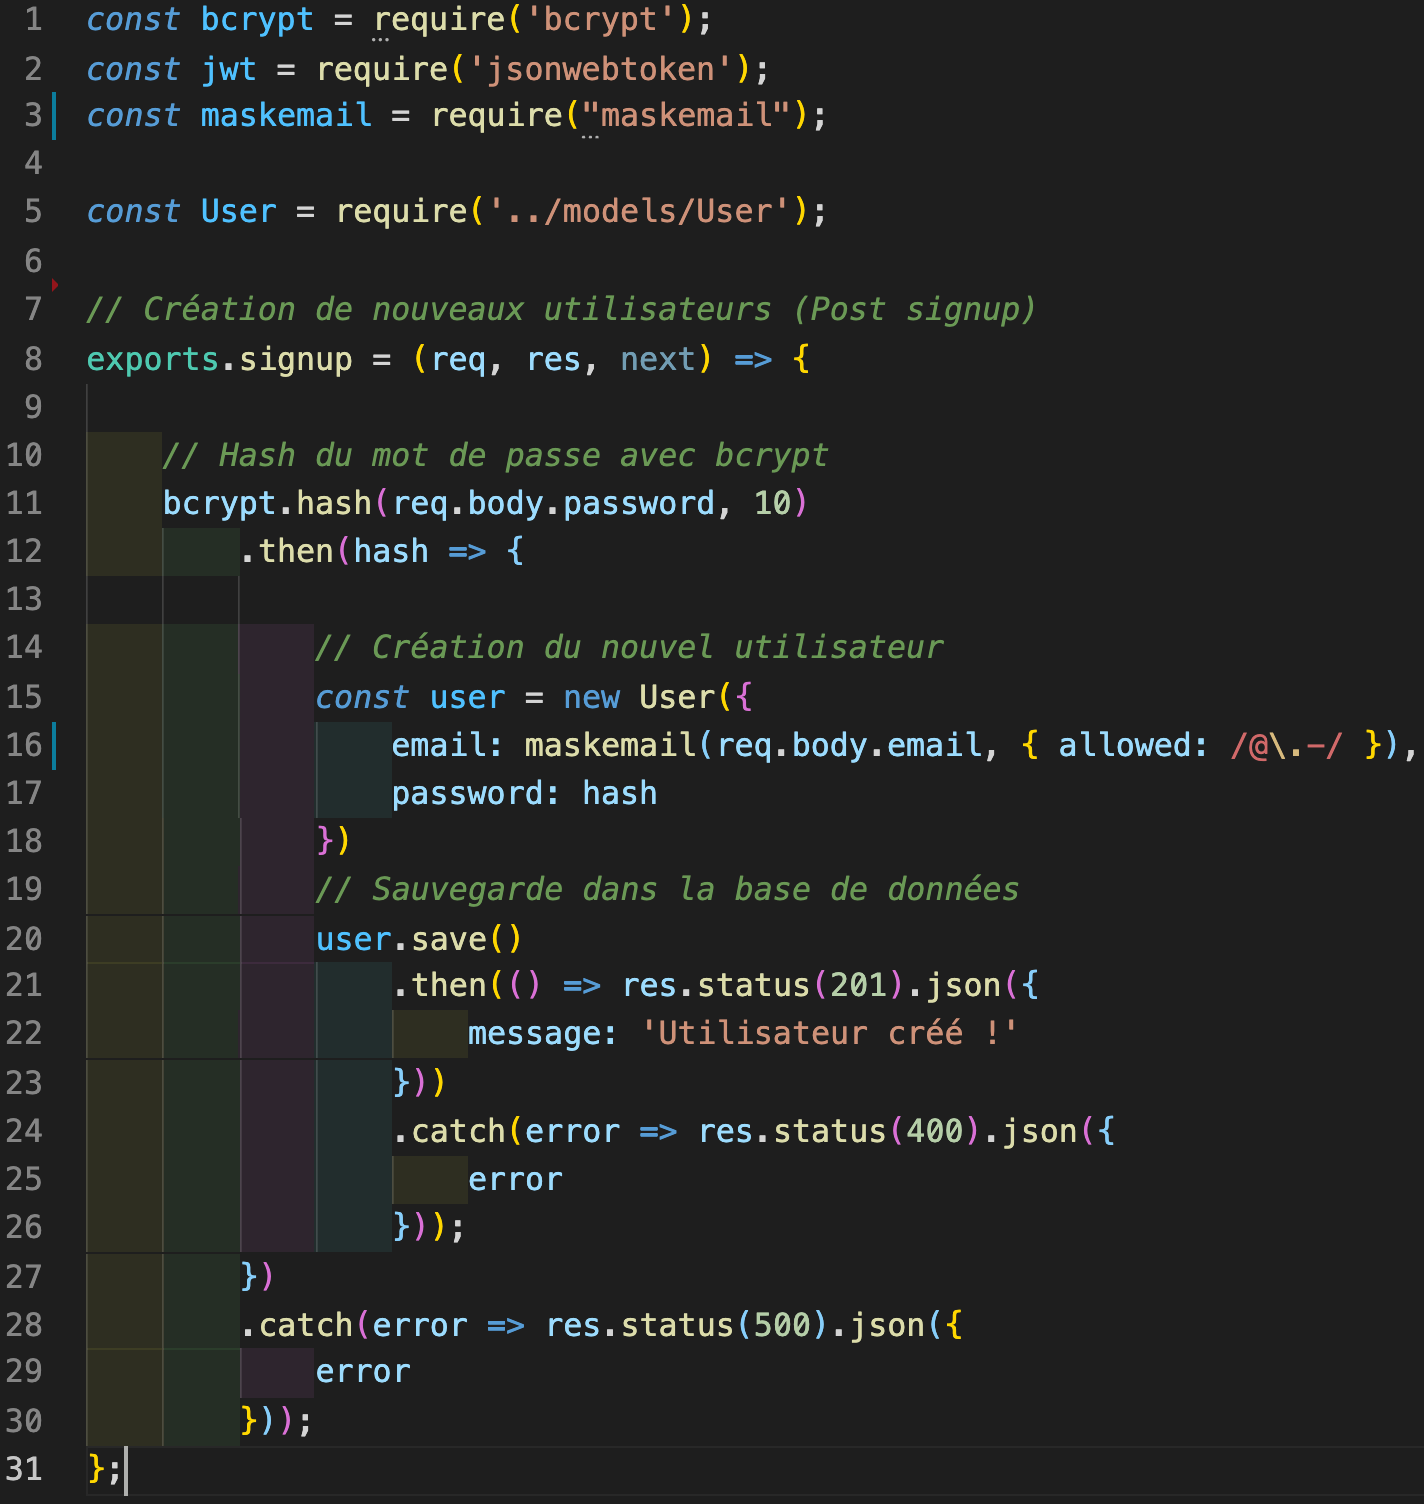 1 const bcrypt = require('bcrypt');
2 const jwt = require('jsonwebtoken');
3 const maskemail = require("maskemail");
4
5 const User = require('../models/User');
6
7 // Création de nouveaux utilisateurs (Post signup)
8 exports.signup = (req, res, next) => {
9
10 // Hash du mot de passe avec bcrypt
11 bcrypt.hash(req.body.password, 10)
12 .then(hash => {
13
14 // Création du nouvel utilisateur
15 const user = new User({
16 email: maskemail(req.body.email, { allowed: /@\.-/ }),
17 password: hash
18 })
19 // Sauvegarde dans la base de données
20 user.save()
21 .then(() => res.status(201).json({
22 message: 'Utilisateur créé !'
23 }))
24 .catch(error => res.status(400).json({
25 error
26 }));
27 })
28 .catch(error => res.status(500).json({
29 error
30 }));
31 };